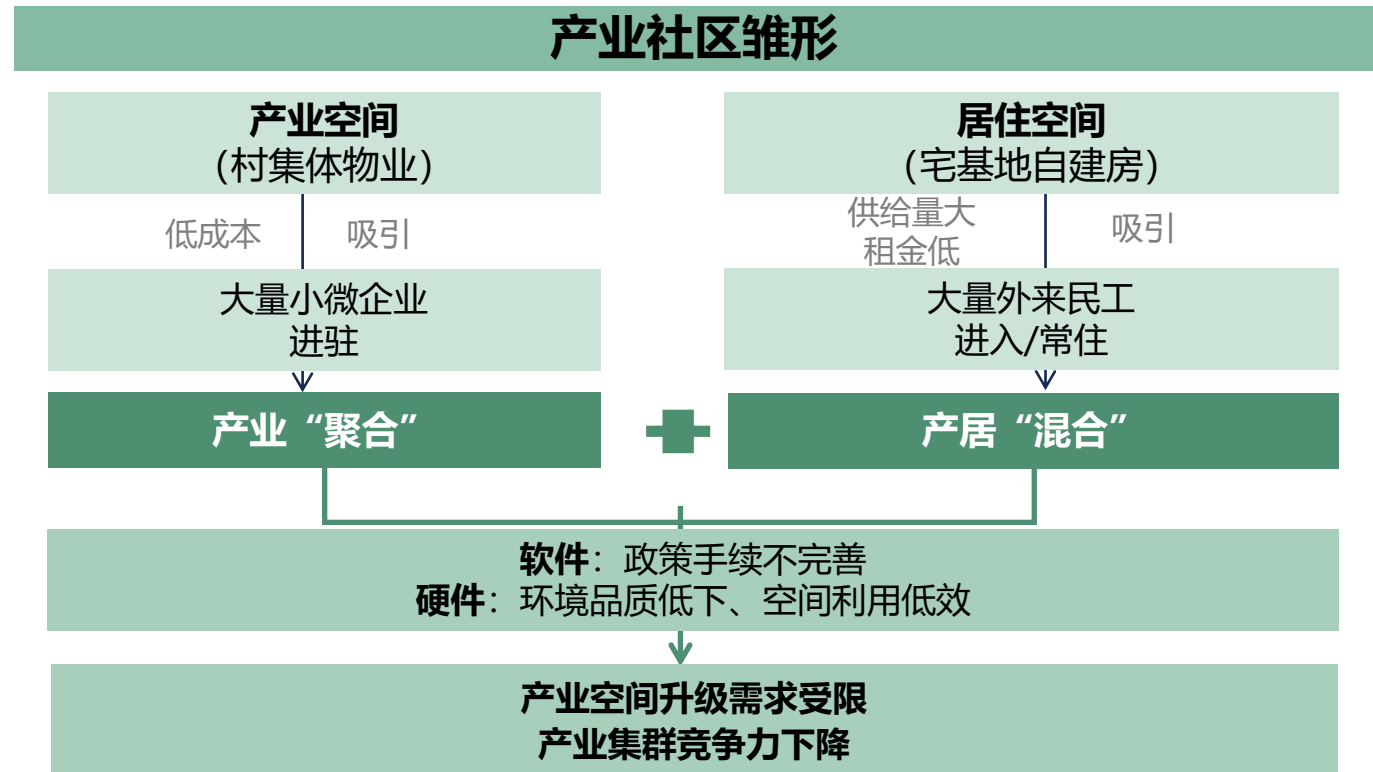 产业社区雏形
产业空间
（村集体物业）
低成本
吸引
大量小微企业
进驻
产业“聚合”
居住空间
（宅基地自建房）
供给量大
租金低
吸引
大量外来民工
进入/常住
产居“混合”
软件：政策手续不完善
硬件：环境品质低下、空间利用低效
产业空间升级需求受限
产业集群竞争力下降